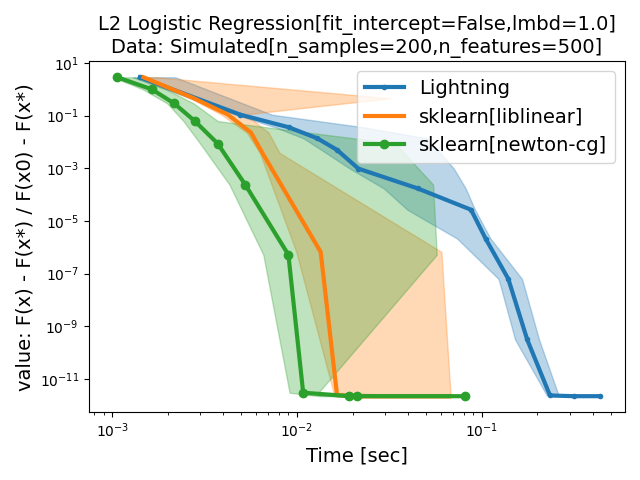 L2 Logistic Regression[fit_intercept=False,lmbd=1.0]
Data: Simulated[n_samples=200,n_features=500]
value: F(x) - F(x*) / F(x0) - F(x*)
10¹
10⁻¹
10⁻³
10⁻⁵
10⁻⁷
10⁻⁹
10⁻¹¹
Lightning
sklearn[liblinear]
sklearn[newton-cg]
10⁻³
10⁻²
10⁻¹
Time [sec]